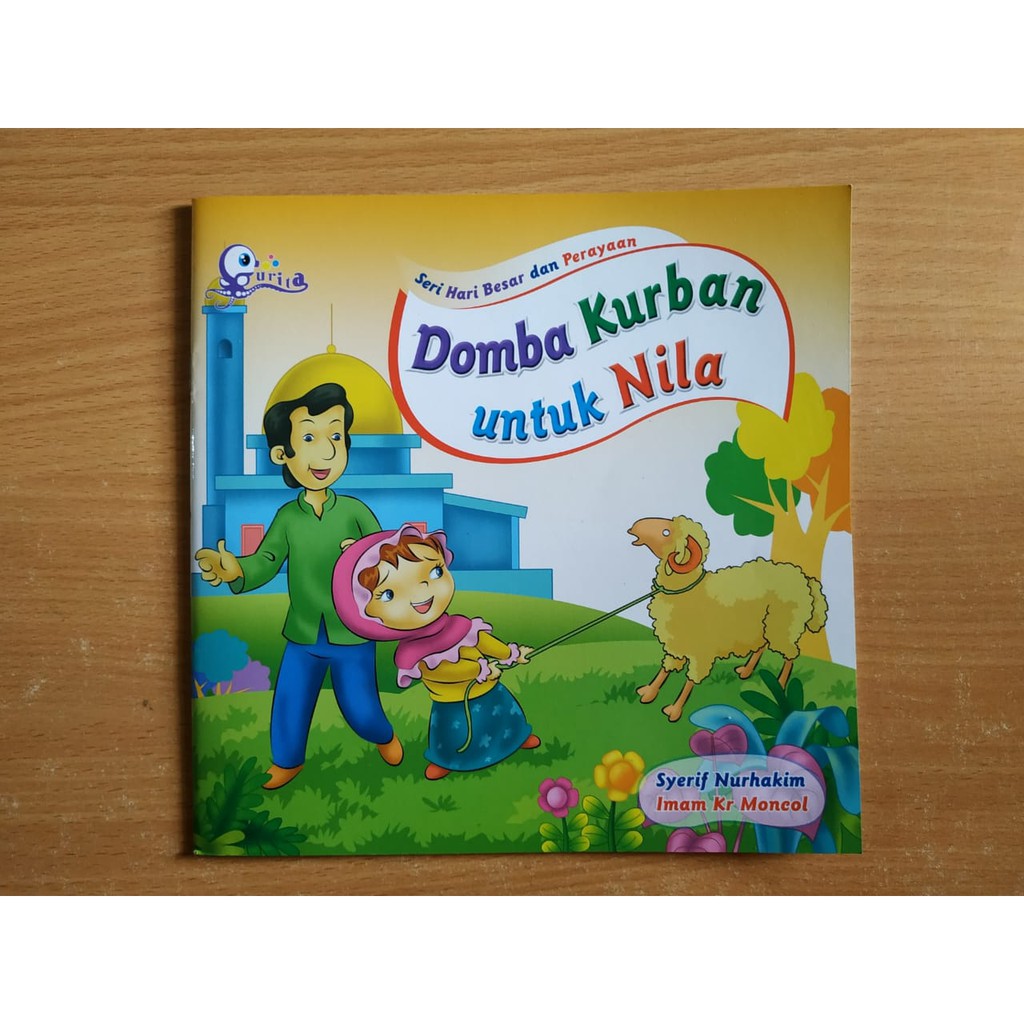 Gurita
Seri Hari Besar dan Perayaan
Domba Kurban
untuk Nila
Syerif Nurhakim
Imam Kr Moncol